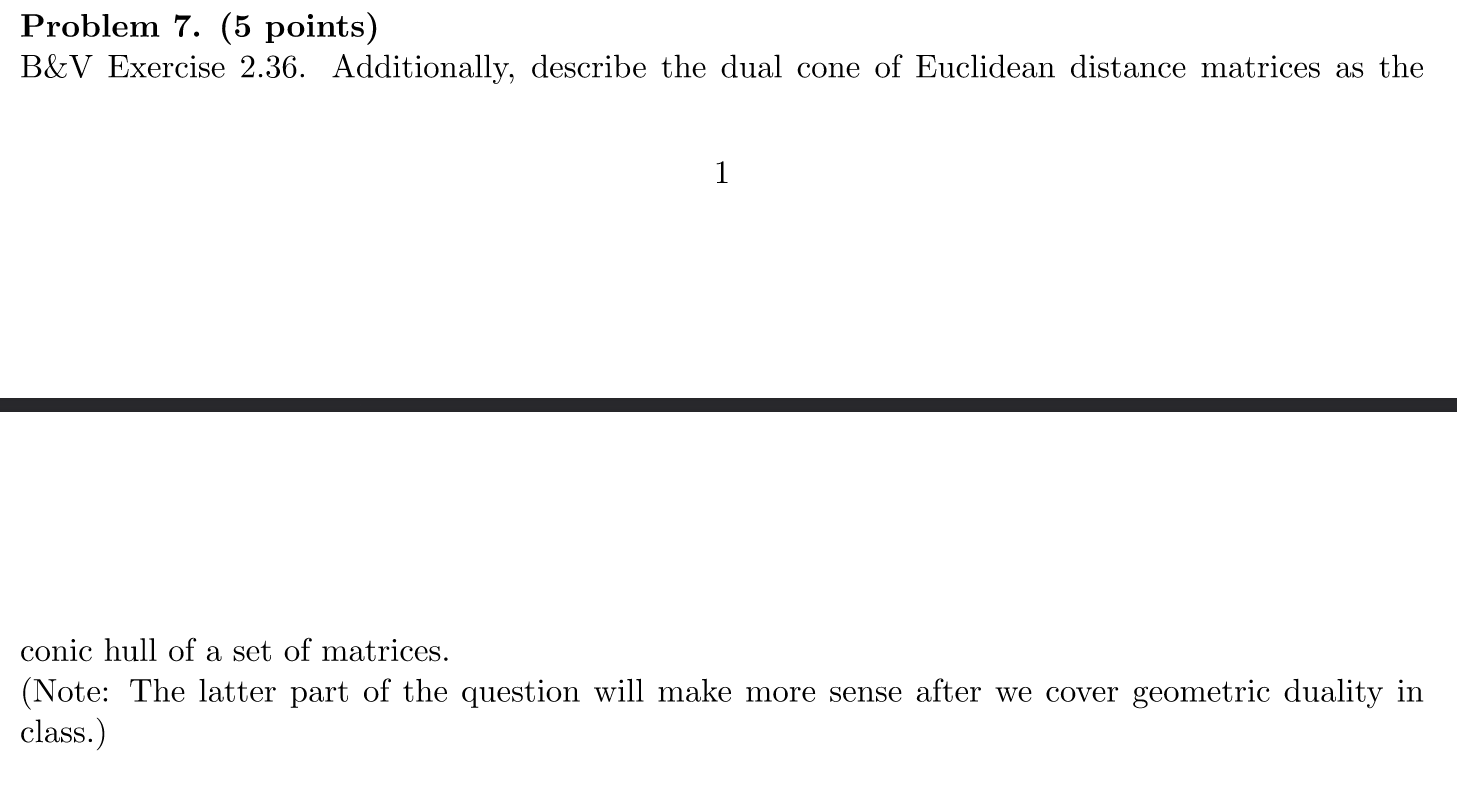 Problem 7. (5 points)
B&V Exercise 2.36. Additionally, describe the dual cone of Euclidean distance matrices as the
1
conic hull of a set of matrices.
(Note: The latter part of the question will make more sense after we cover geometric duality in
class.)